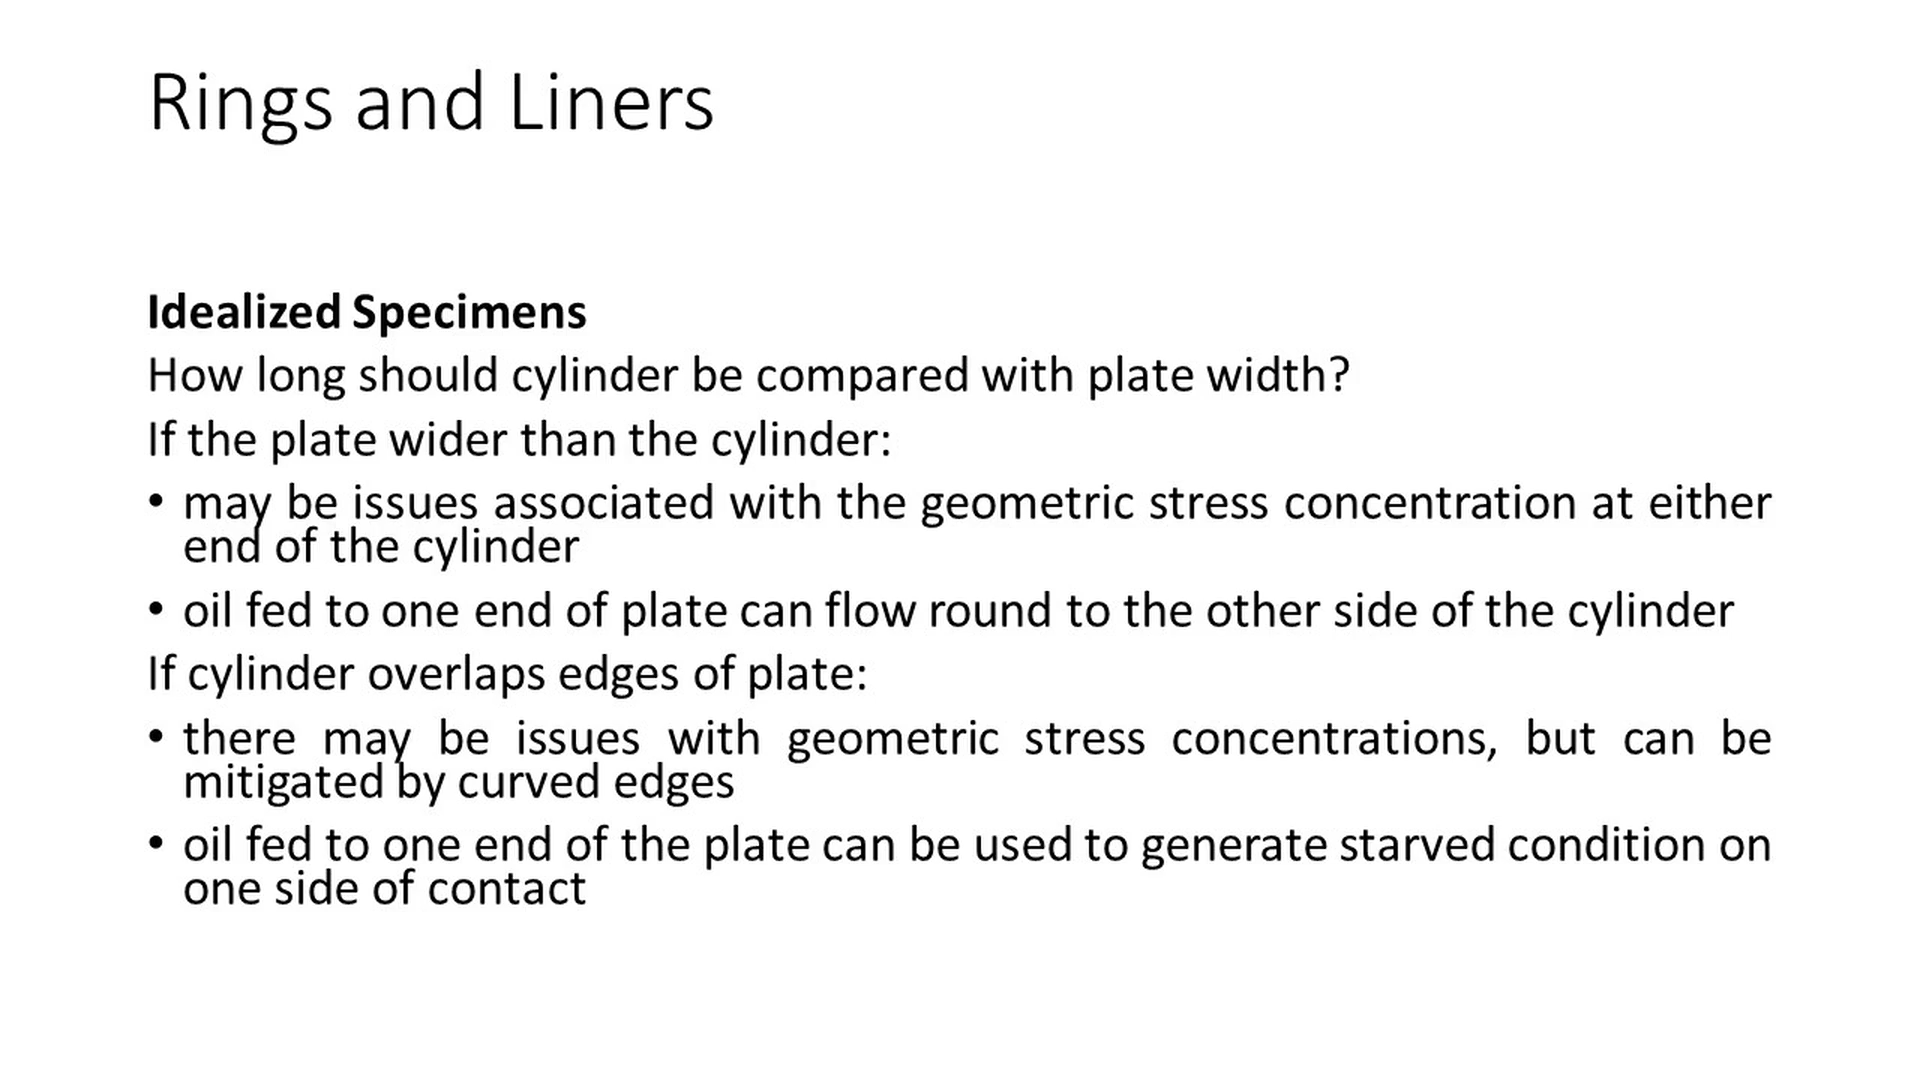 Rings and Liners
Idealized Specimens
How long should cylinder be compared with plate width?
If the plate wider than the cylinder:
• may be issues associated with the geometric stress concentration at either
end of the cylinder
• oil fed to one end of plate can flow round to the other side of the cylinder
If cylinder overlaps edges of plate:
• there may be issues with geometric stress concentrations, but can be
mitigated by curved edges
• oil fed to one end of the plate can be used to generate starved condition on
one side of contact